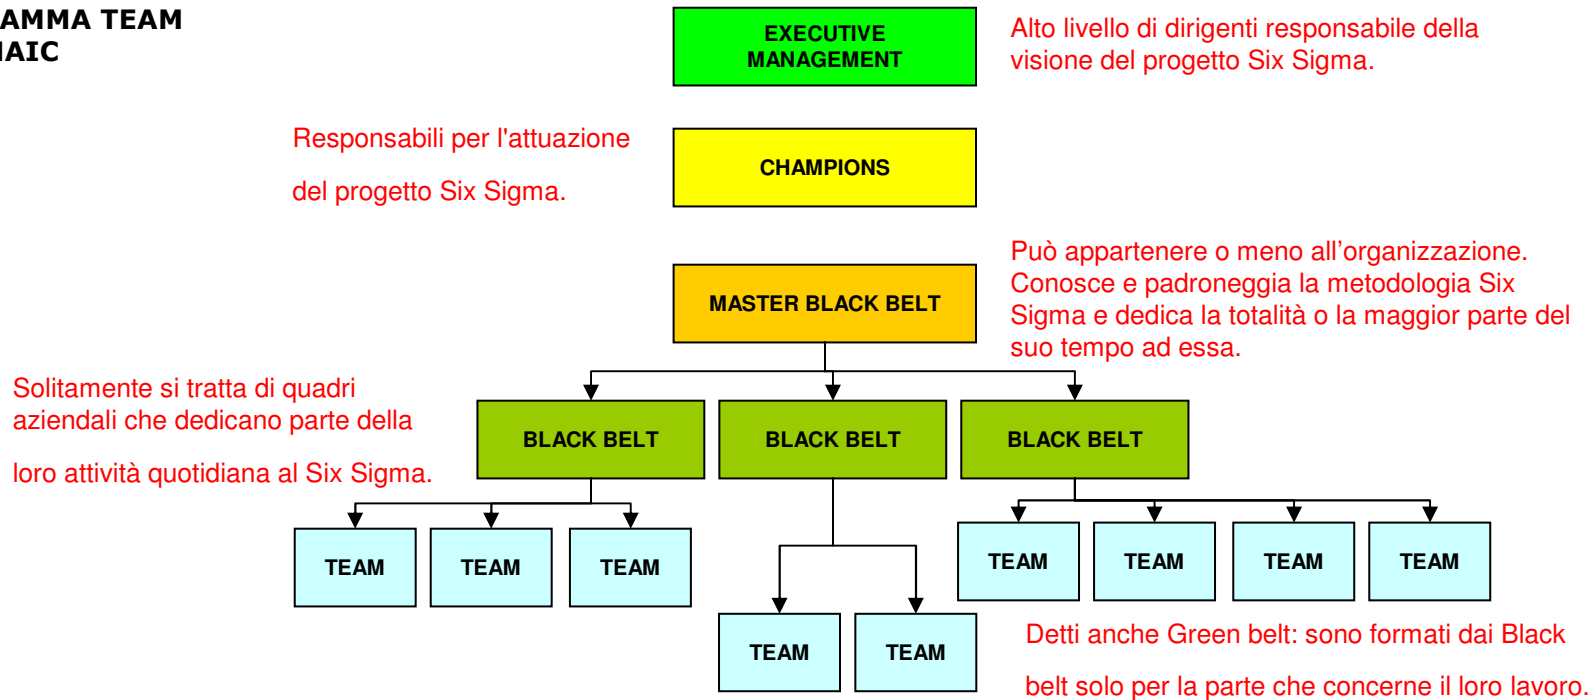 AMMA TEAM
MAIC
EXECUTIVE
MANAGEMENT
Alto livello di dirigenti responsabile della
visione del progetto Six Sigma.
Responsabili per l'attuazione
del progetto Six Sigma.
CHAMPIONS
Può appartenere o meno all’organizzazione.
Conosce e padroneggia la metodologia Six
Sigma e dedica la totalità o la maggior parte del
suo tempo ad essa.
MASTER BLACK BELT
Solitamente si tratta di quadri
aziendali che dedicano parte della
loro attività quotidiana al Six Sigma.
BLACK BELT
BLACK BELT
BLACK BELT
TEAM
TEAM
TEAM
TEAM
TEAM
TEAM
TEAM
TEAM
TEAM
Detti anche Green belt: sono formati dai Black
belt solo per la parte che concerne il loro lavoro.